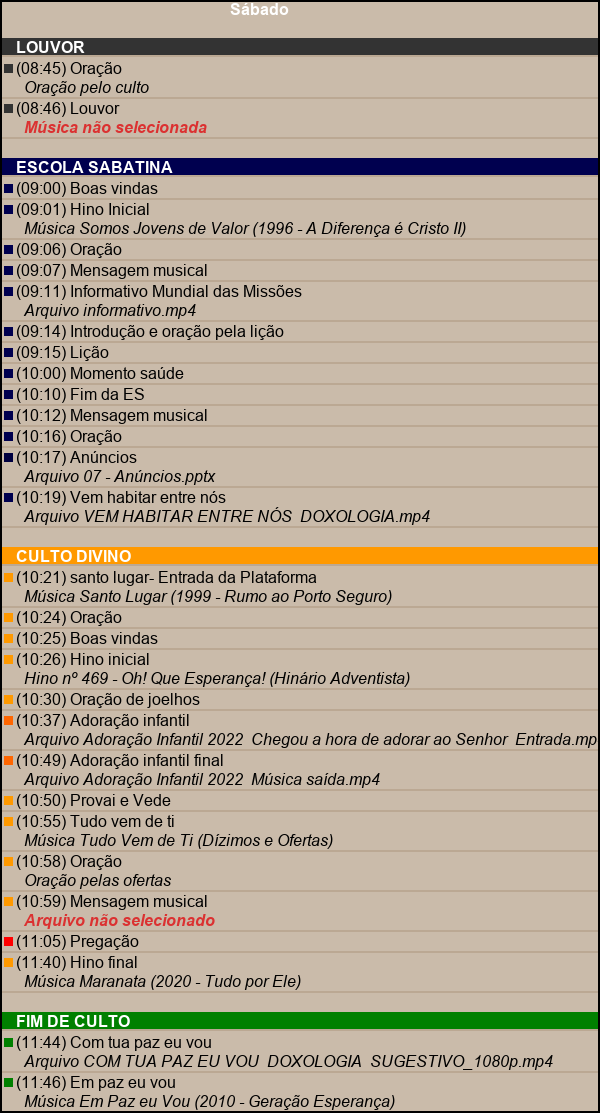 Sábado
LOUVOR
(08:45) Oração
Oração pelo culto
(08:46) Louvor
Música não selecionada
ESCOLA SABATINA
(09:00) Boas vindas
(09:01) Hino Inicial
Música Somos Jovens de Valor (1996 - A Diferença é Cristo II)
(09:06) Oração
(09:07) Mensagem musical
(09:11) Informativo Mundial das Missões
Arquivo informativo.mp4
(09:14) Introdução e oração pela lição
(09:15) Lição
(10:00) Momento saúde
(10:10) Fim da ES
(10:12) Mensagem musical
(10:16) Oração
(10:17) Anúncios
Arquivo 07 - Anúncios.pptx
(10:19) Vem habitar entre nós
Arquivo VEM HABITAR ENTRE NÓS  DOXOLOGIA.mp4
CULTO DIVINO
(10:21) santo lugar- Entrada da Plataforma
Música Santo Lugar (1999 - Rumo ao Porto Seguro)
(10:24) Oração
(10:25) Boas vindas
(10:26) Hino inicial
Hino nº 469 - Oh! Que Esperança! (Hinário Adventista)
(10:30) Oração de joelhos
(10:37) Adoração infantil
Arquivo Adoração Infantil 2022  Chegou a hora de adorar ao Senhor  Entrada.mp
(10:49) Adoração infantil final
Arquivo Adoração Infantil 2022  Música saída.mp4
(10:50) Provai e Vede
(10:55) Tudo vem de ti
Música Tudo Vem de Ti (Dízimos e Ofertas)
(10:58) Oração
Oração pelas ofertas
(10:59) Mensagem musical
Arquivo não selecionado
(11:05) Pregação
(11:40) Hino final
Música Maranata (2020 - Tudo por Ele)
FIM DE CULTO
(11:44) Com tua paz eu vou
Arquivo COM TUA PAZ EU VOU  DOXOLOGIA  SUGESTIVO_1080p.mp4
(11:46) Em paz eu vou
Música Em Paz eu Vou (2010 - Geração Esperança)